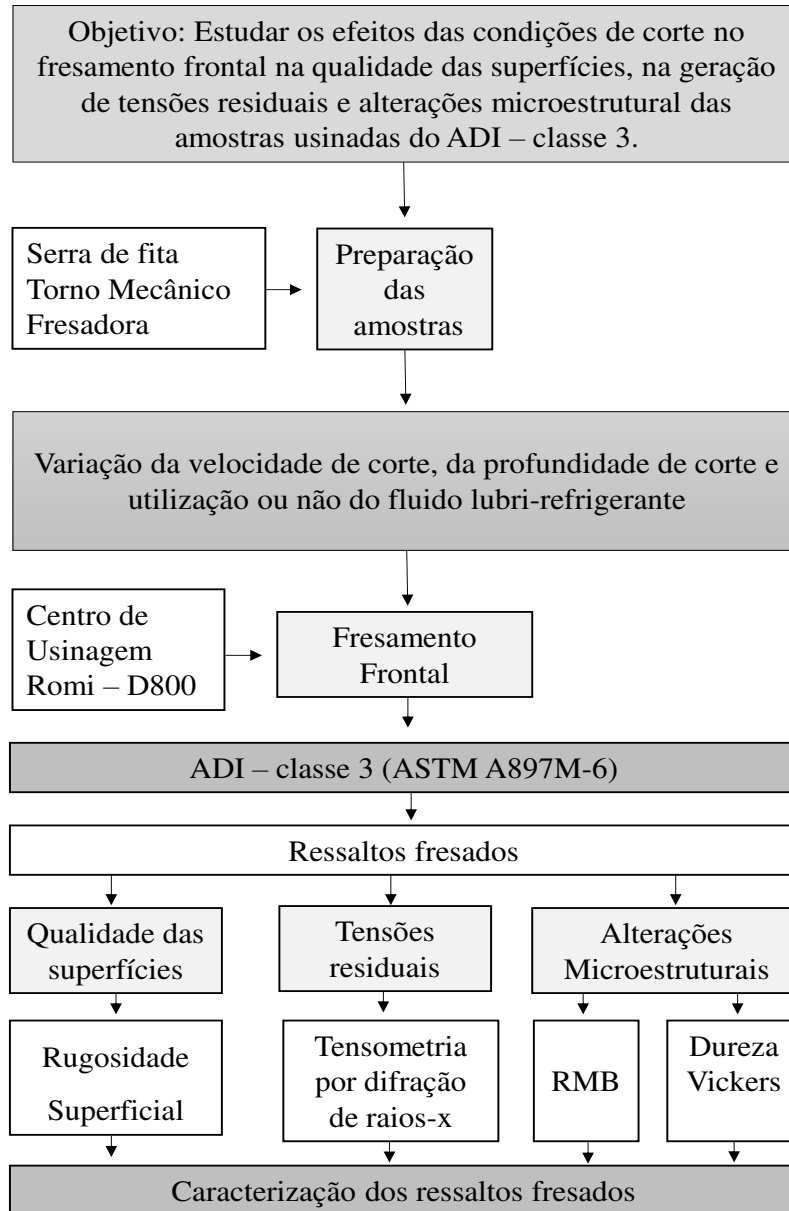 Objetivo: Estudar os efeitos das condições de corte no
fresamento frontal na qualidade das superfícies, na geração
de tensões residuais e alterações microestrutural das
amostras usinadas do ADI – classe 3.
Serra de fita
Torno Mecânico
Fresadora
Preparação
das
amostras
Variação da velocidade de corte, da profundidade de corte e
utilização ou não do fluido lubri-refrigerante
Centro de
Usinagem
Romi – D800
Fresamento
Frontal
ADI – classe 3 (ASTM A897M-6)
Ressaltos fresados
Qualidade das
superfícies
Tensões
residuais
Alterações
Microestruturais
Rugosidade
Superficial
Tensometria
por difração
de raios-x
RMB
Dureza
Vickers
Caracterização dos ressaltos fresados